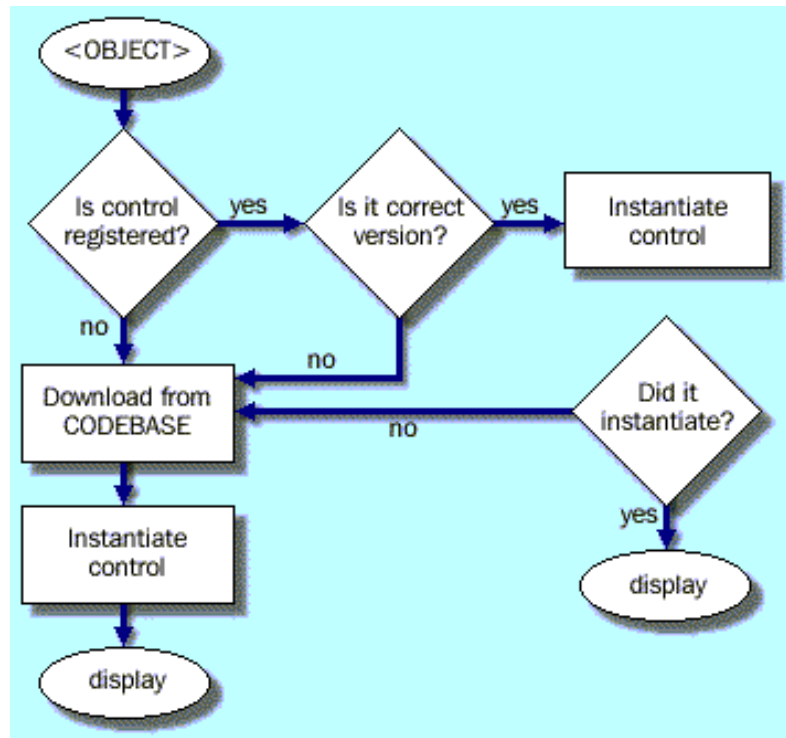 <OBJECT>
Is control
registered?
yes
Is it correct
version?
yes
Instantiate
control
no
no
Download from
CODEBASE
Did it
instantiate?
no
Instantiate
control
yes
display
display